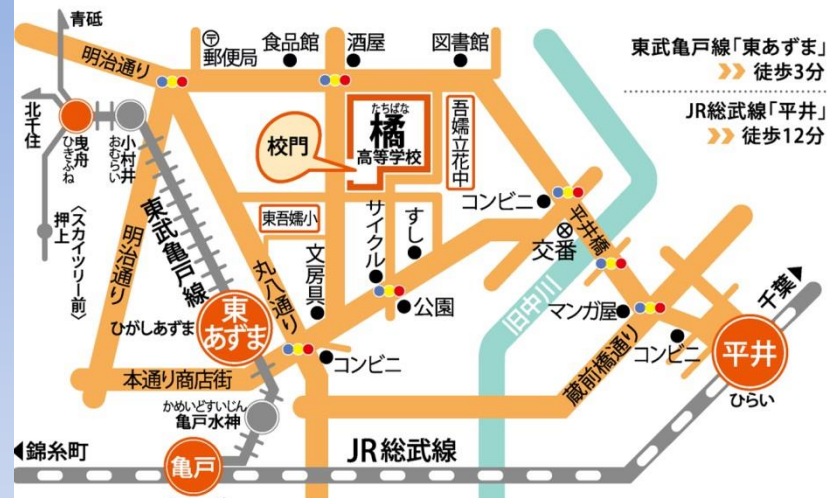 青砥
明治通り
〒
郵便局
食品館
酒屋
図書館
東武亀戸線「東あずま」
徒歩3分
JR総武線「平井」
徒歩12分
北千住
曳舟
ひきふね
小村井
おむらい
校門
たちばな
橘
高等学校
吾嬬立花中
押上
〈スカイツリー前〉
明治通り
東武亀戸線
東吾嬬小
丸八通り
文房具
サイクル
すし
コンビニ
交番
平井橋
旧中川
公園
マンガ屋
コンビニ
千葉
東
あずま
ひがしあずま
本通り商店街
コンビニ
蔵前橋通り
平井
ひらい
かめいどすいじん
亀戸水神
錦糸町
亀戸
JR総武線